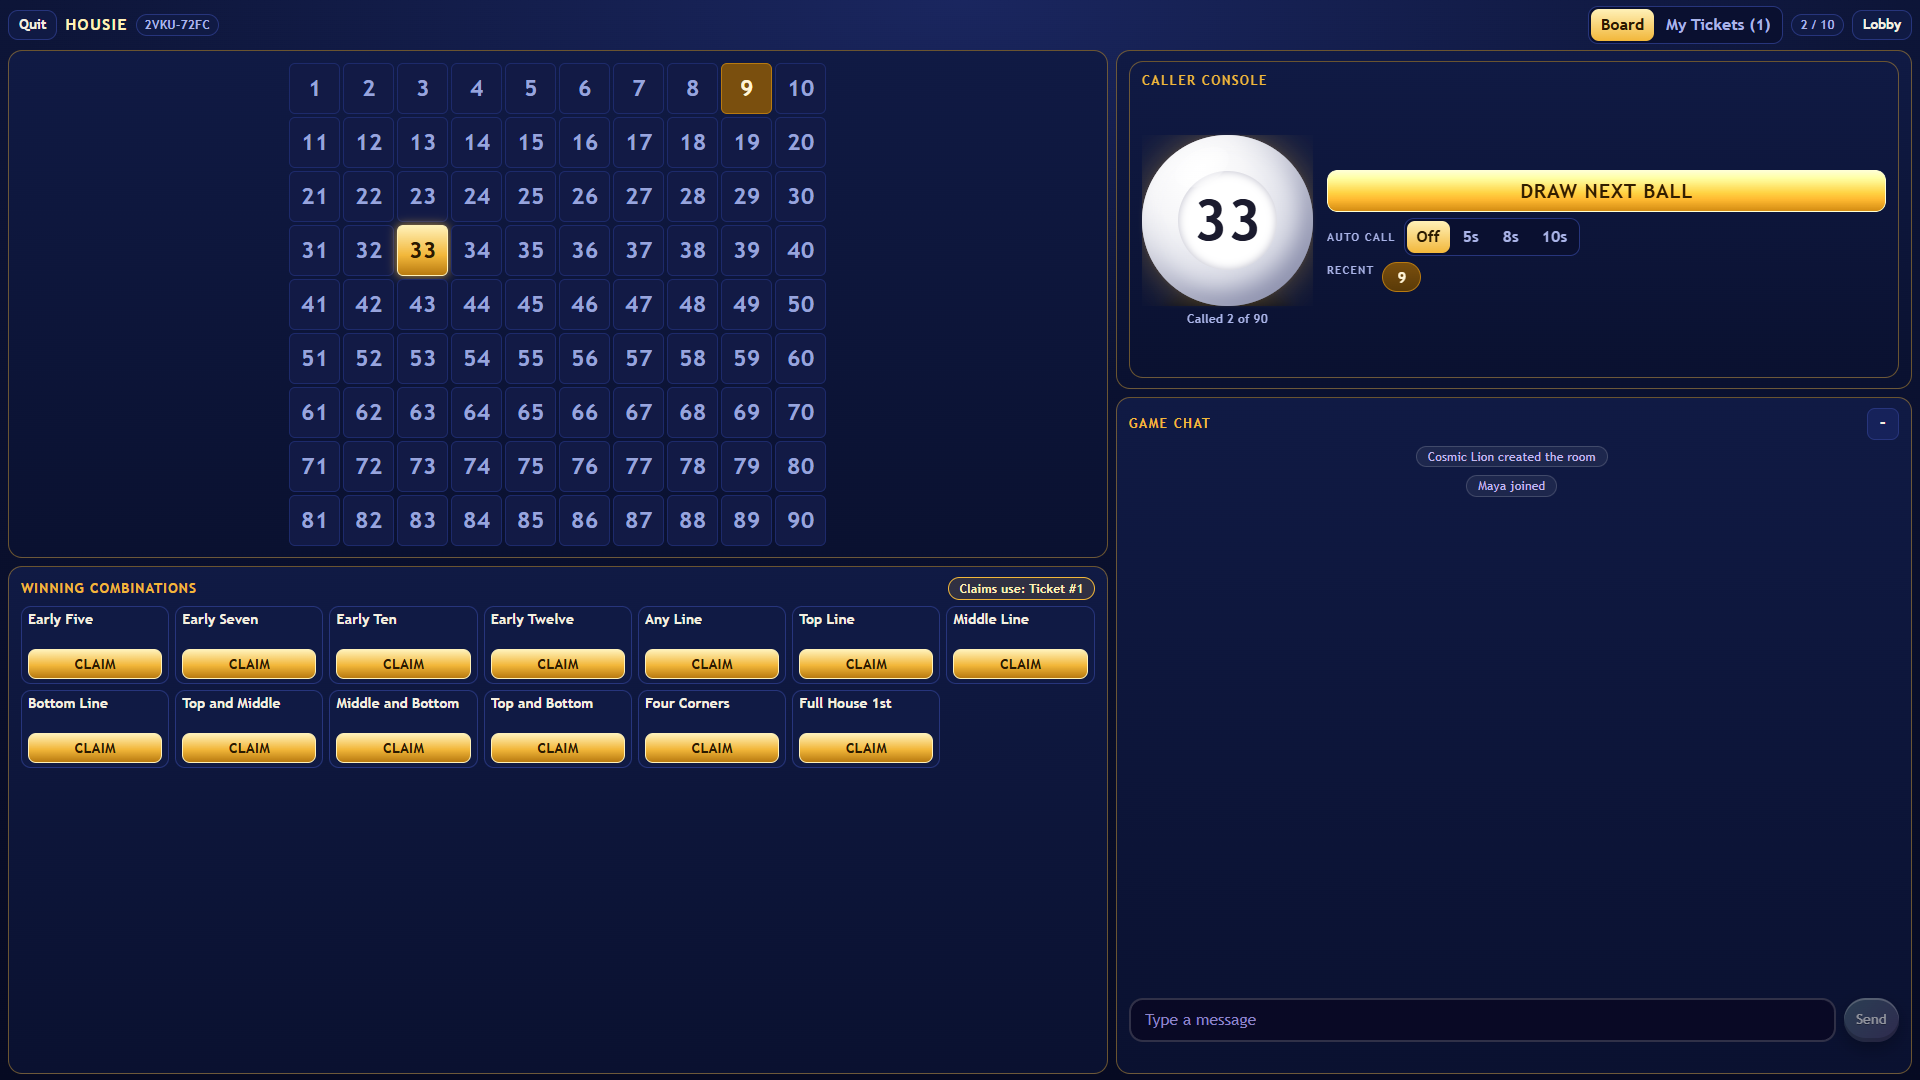 Quit HOUSIE 2VKU-72FC
Board My Tickets (1) 2 / 10 Lobby
1 2 3 4 5 6 7 8 9 10
11 12 13 14 15 16 17 18 19 20
21 22 23 24 25 26 27 28 29 30
31 32 33 34 35 36 37 38 39 40
41 42 43 44 45 46 47 48 49 50
51 52 53 54 55 56 57 58 59 60
61 62 63 64 65 66 67 68 69 70
71 72 73 74 75 76 77 78 79 80
81 82 83 84 85 86 87 88 89 90
WINNING COMBINATIONS Claims use: Ticket #1
Early Five Early Seven Early Ten Early Twelve Any Line Top Line Middle Line
CLAIM CLAIM CLAIM CLAIM CLAIM CLAIM CLAIM
Bottom Line Top and Middle Middle and Bottom Top and Bottom Four Corners Full House 1st
CLAIM CLAIM CLAIM CLAIM CLAIM CLAIM
CALLER CONSOLE
33
Called 2 of 90
DRAW NEXT BALL
AUTO CALL Off 5s 8s 10s
RECENT 9
GAME CHAT -
Cosmic Lion created the room
Maya joined
Type a message Send